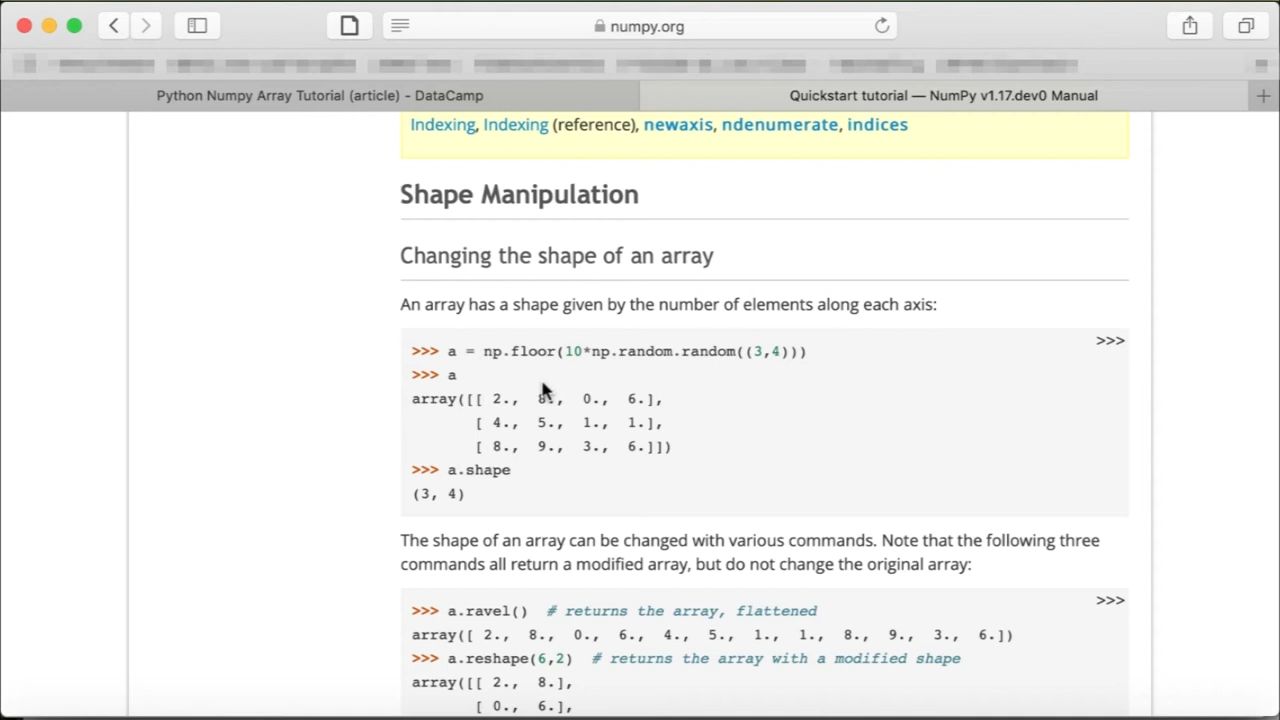 numpy.org
Python Numpy Array Tutorial (article) - DataCamp
Quickstart tutorial — NumPy v1.17.dev0 Manual
Indexing, Indexing (reference), newaxis, ndenumerate, indices
Shape Manipulation
Changing the shape of an array
An array has a shape given by the number of elements along each axis:
>>>
>>> a = np.floor(10*np.random.random((3,4)))
>>> a
array([[ 2., 8., 0., 6.],
[ 4., 5., 1., 1.],
[ 8., 9., 3., 6.]])
>>> a.shape
(3, 4)
The shape of an array can be changed with various commands. Note that the following three
commands all return a modified array, but do not change the original array:
>>>
>>> a.ravel() # returns the array, flattened
array([ 2., 8., 0., 6., 4., 5., 1., 1., 8., 9., 3., 6.])
>>> a.reshape(6,2) # returns the array with a modified shape
array([[ 2., 8.],
[ 0., 6.],